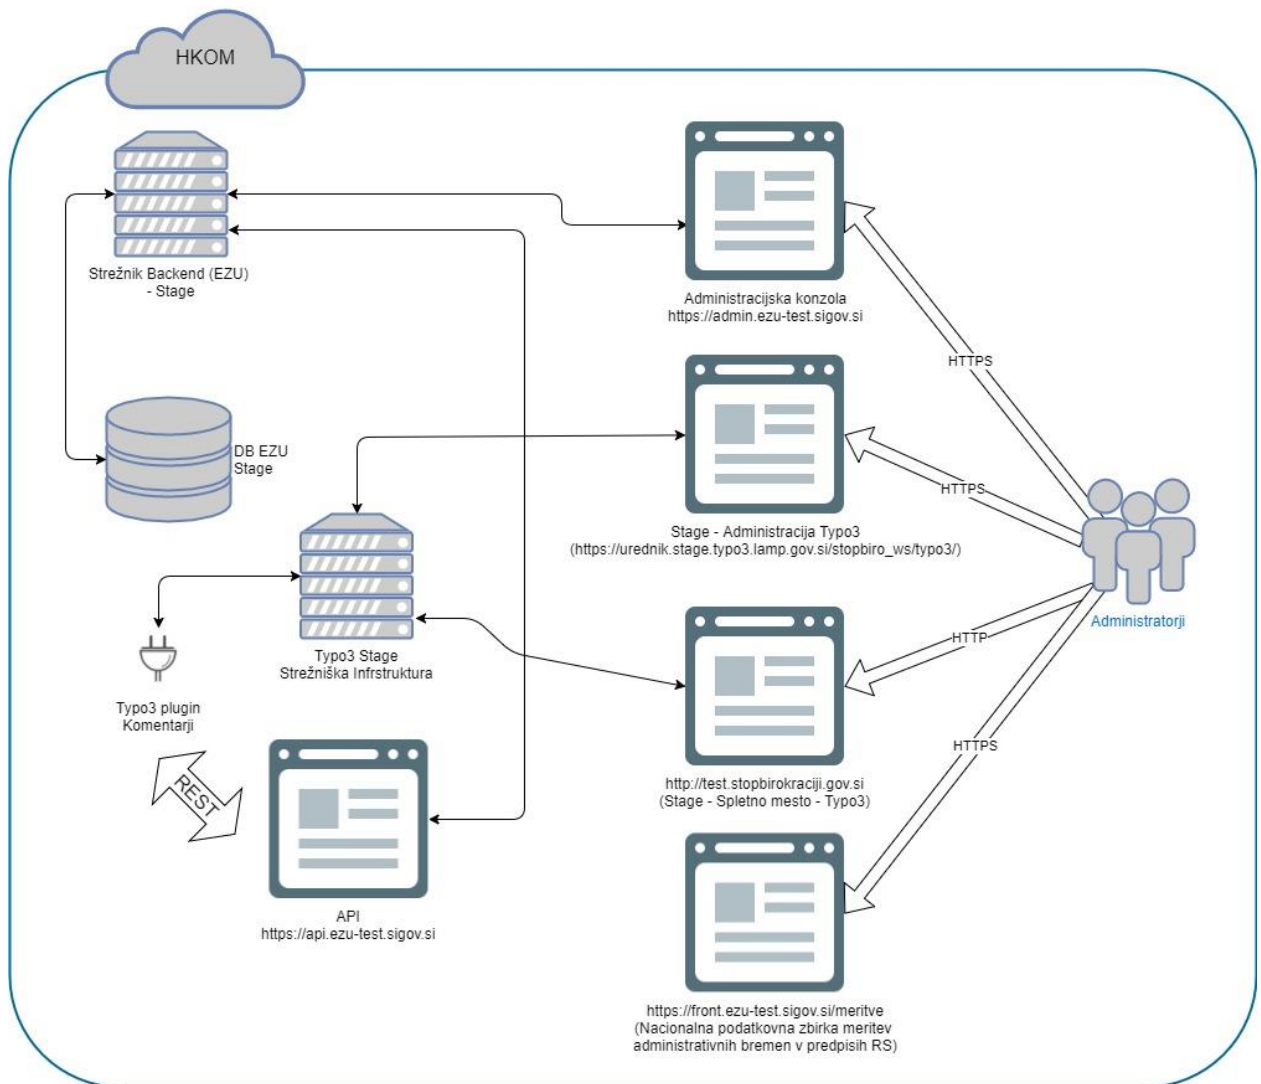 HKOM
Strežnik Backend (EZU)
- Stage
Administracijska konzola
https://admin.ezu-test.sigov.si
HTTPS
DB EZU
Stage
HTTPS
Stage - Administracija Typo3
(https://urednik.stage.typo3.lamp.gov.si/stopbiro_ws/typo3/)
Administratorji
Typo3 Stage
Strežniška Infrstruktura
HTTP
Typo3 plugin
Komentarji
HTTPS
REST
http://test.stopbirokraciji.gov.si
(Stage - Spletno mesto - Typo3)
API
https://api.ezu-test.sigov.si
https://front.ezu-test.sigov.si/meritve
(Nacionalna podatkovna zbirka meritev
administrativnih bremen v predpisih RS)